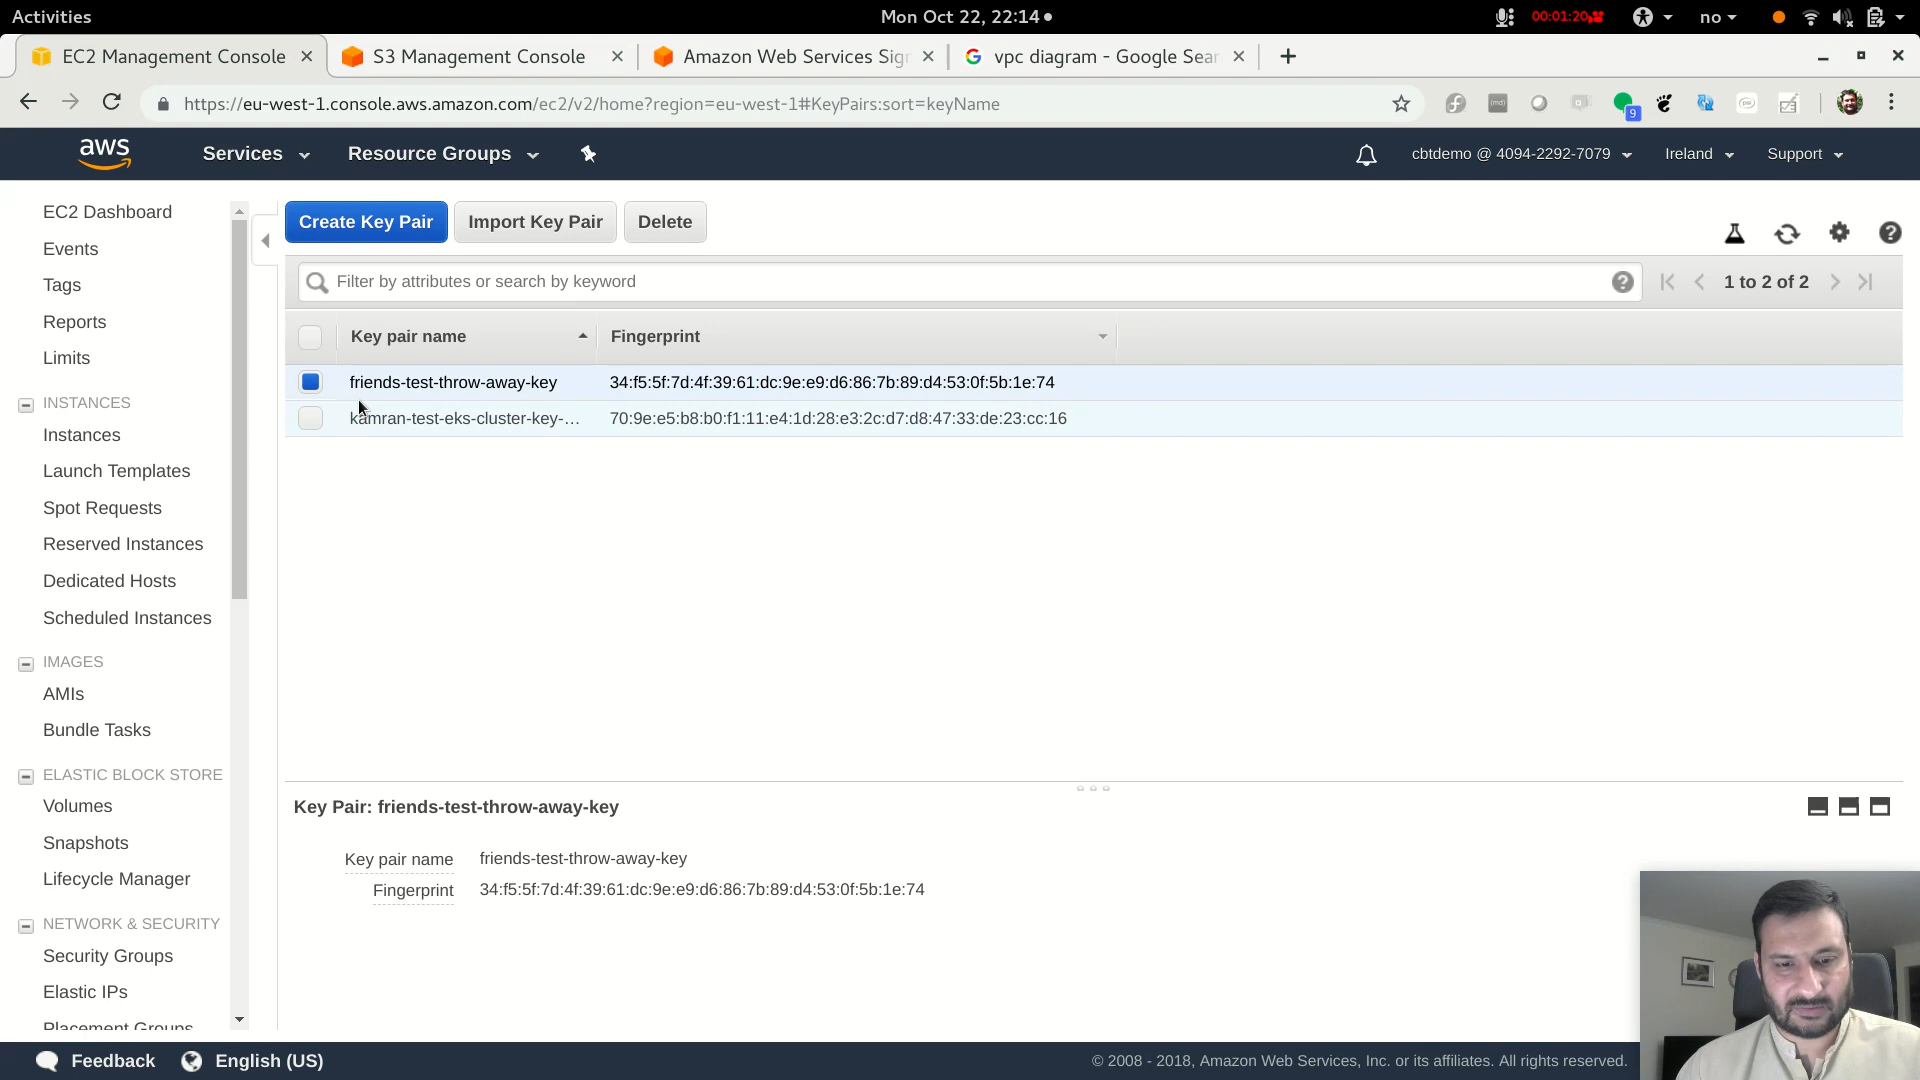 Activities
Mon Oct 22, 22:14
00:01:20
no
EC2 Management Console
S3 Management Console
Amazon Web Services Sig
vpc diagram - Google Sear
https://eu-west-1.console.aws.amazon.com/ec2/v2/home?region=eu-west-1#KeyPairs:sort=keyName
9
aws
Services
Resource Groups
cbtdemo @ 4094-2292-7079
Ireland
Support
EC2 Dashboard
Events
Tags
Reports
Limits
INSTANCES
Instances
Launch Templates
Spot Requests
Reserved Instances
Dedicated Hosts
Scheduled Instances
IMAGES
AMIs
Bundle Tasks
ELASTIC BLOCK STORE
Volumes
Snapshots
Lifecycle Manager
NETWORK & SECURITY
Security Groups
Elastic IPs
Placement Groups
Create Key Pair
Import Key Pair
Delete
Filter by attributes or search by keyword
1 to 2 of 2
Key pair name
Fingerprint
friends-test-throw-away-key
34:f5:5f:7d:4f:39:61:dc:9e:e9:d6:86:7b:89:d4:53:0f:5b:1e:74
kamran-test-eks-cluster-key-...
70:9e:e5:b8:b0:f1:11:e4:1d:28:e3:2c:d7:d8:47:33:de:23:cc:16
Key Pair: friends-test-throw-away-key
Key pair name
friends-test-throw-away-key
Fingerprint
34:f5:5f:7d:4f:39:61:dc:9e:e9:d6:86:7b:89:d4:53:0f:5b:1e:74
Feedback
English (US)
© 2008 - 2018, Amazon Web Services, Inc. or its affiliates. All rights reserved.